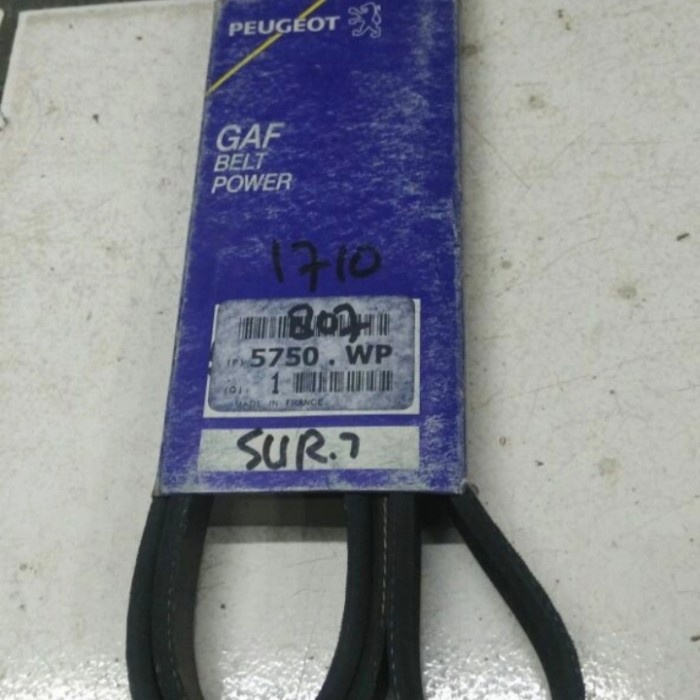 PEUGEOT
GAF
BELT
POWER
1710
807
(P) 5750 . WP
(Q) 1
MADE IN FRANCE
SUR.7